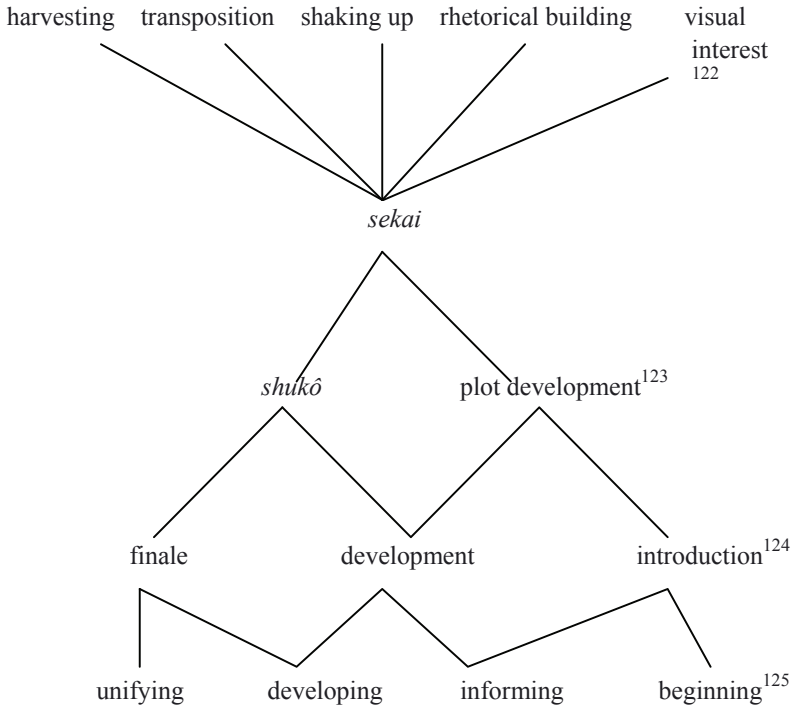 harvesting transposition shaking up rhetorical building visual
interest
122
sekai
shukô plot development123
finale development introduction124
unifying developing informing beginning125